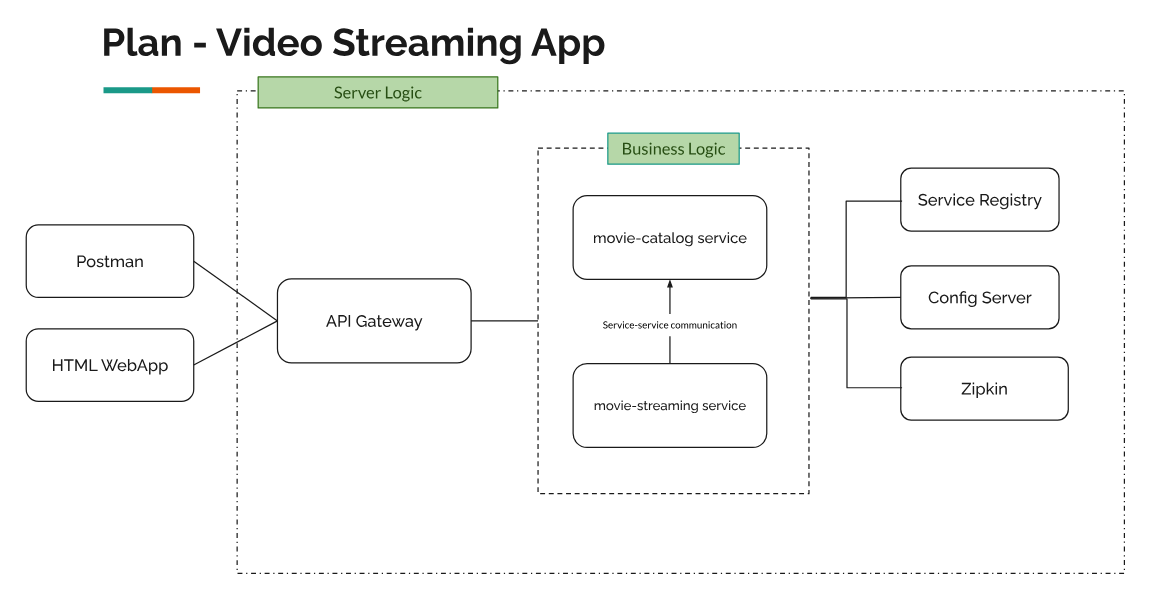 Plan - Video Streaming App
Server Logic
Business Logic
Service Registry
movie-catalog service
Postman
Config Server
API Gateway
Service-service communication
HTML WebApp
Zipkin
movie-streaming service